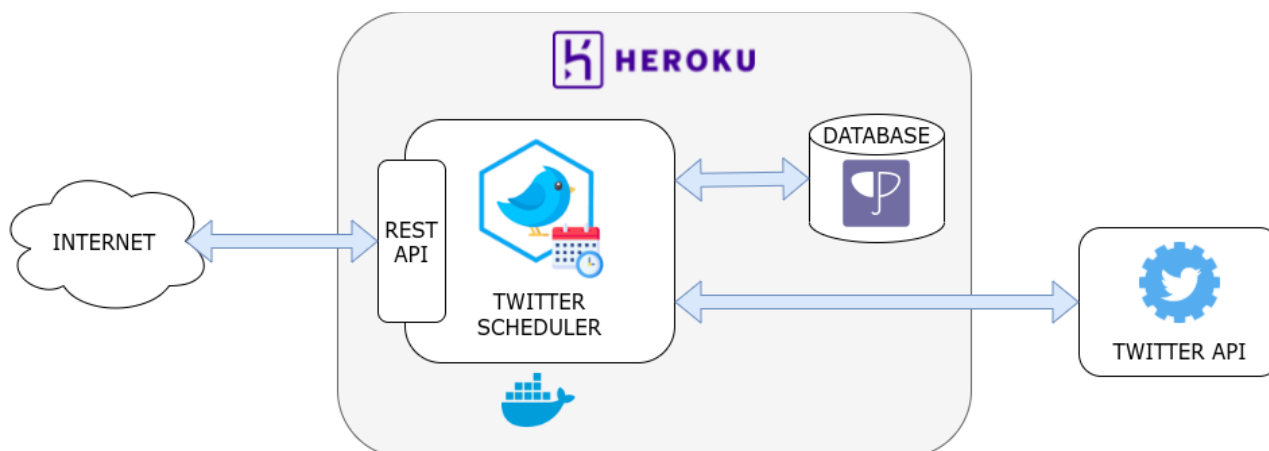 HEROKU
DATABASE
INTERNET
REST
API
TWITTER
SCHEDULER
TWITTER API